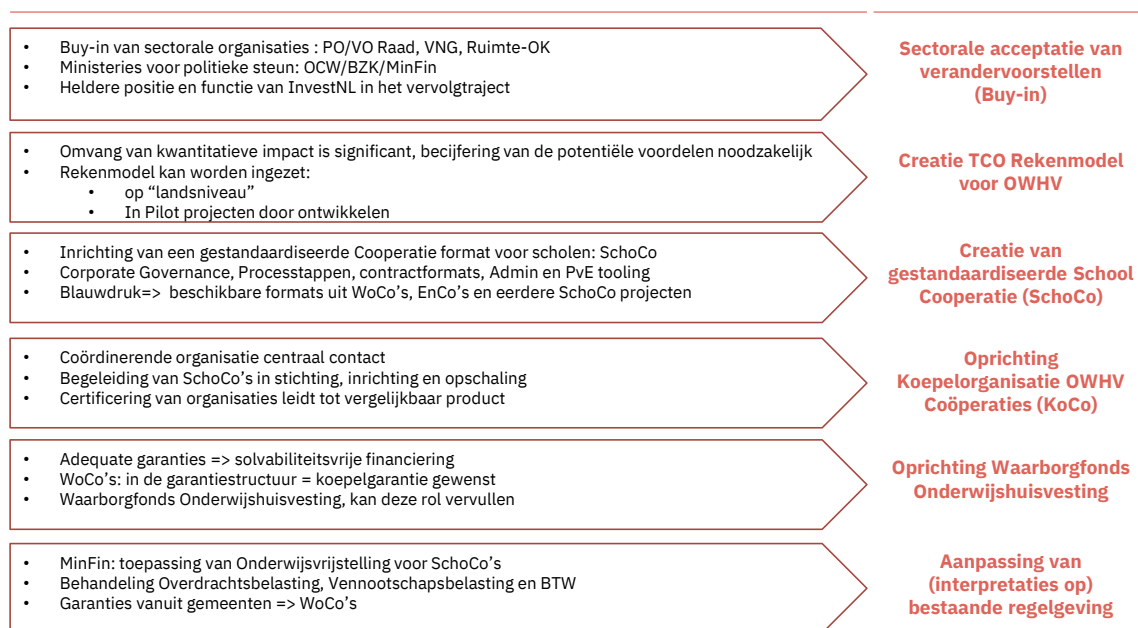 • Buy-in van sectorale organisaties : PO/VO Raad, VNG, Ruimte-OK
• Ministeries voor politieke steun: OCW/BZK/MinFin
• Heldere positie en functie van InvestNL in het vervolgtraject
Sectorale acceptatie van
verandervoorstellen
(Buy-in)
• Omvang van kwantitatieve impact is significant, becijfering van de potentiële voordelen noodzakelijk
• Rekenmodel kan worden ingezet:
• op “landsniveau”
• In Pilot projecten door ontwikkelen
Creatie TCO Rekenmodel
voor OWHV
• Inrichting van een gestandaardiseerde Cooperatie format voor scholen: SchoCo
• Corporate Governance, Processtappen, contractformats, Admin en PvE tooling
• Blauwdruk=> beschikbare formats uit WoCo’s, EnCo’s en eerdere SchoCo projecten
Creatie van
gestandaardiseerde School
Cooperatie (SchoCo)
• Coördinerende organisatie centraal contact
• Begeleiding van SchoCo’s in stichting, inrichting en opschaling
• Certificering van organisaties leidt tot vergelijkbaar product
Oprichting
Koepelorganisatie OWHV
Coöperaties (KoCo)
• Adequate garanties => solvabiliteitsvrije financiering
• WoCo’s: in de garantiestructuur = koepelgarantie gewenst
• Waarborgfonds Onderwijshuisvesting, kan deze rol vervullen
Oprichting Waarborgfonds
Onderwijshuisvesting
• MinFin: toepassing van Onderwijsvrijstelling voor SchoCo’s
• Behandeling Overdrachtsbelasting, Vennootschapsbelasting en BTW
• Garanties vanuit gemeenten => WoCo’s
Aanpassing van
(interpretaties op)
bestaande regelgeving